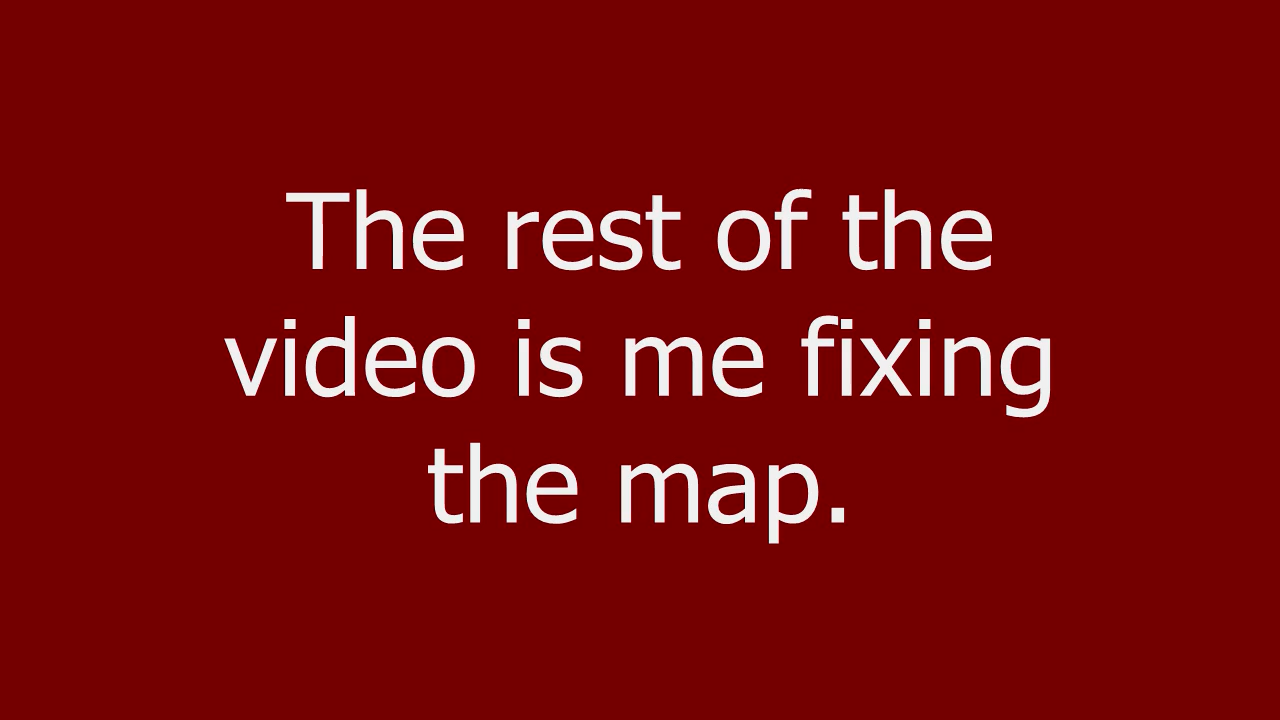 The rest of the
video is me fixing
the map.